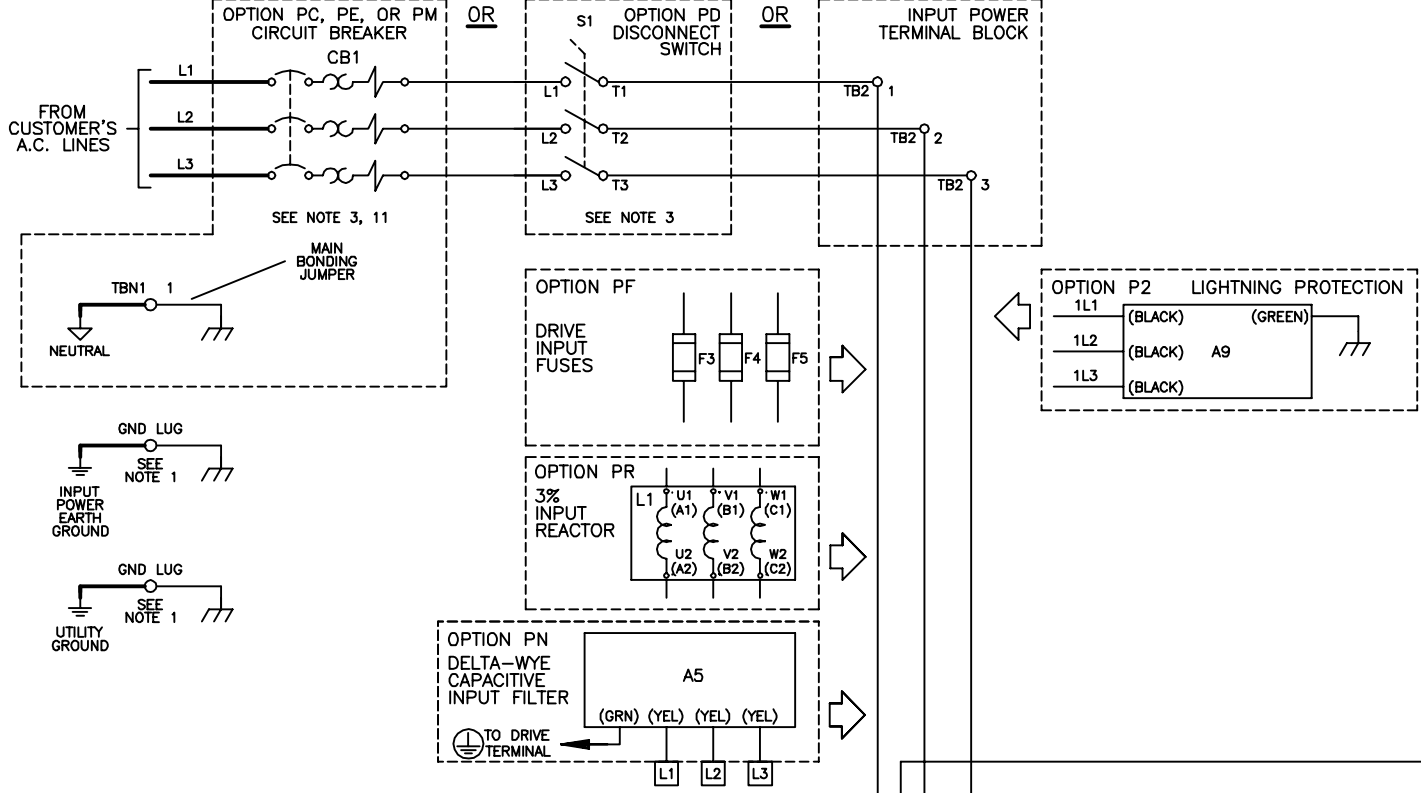 OPTION PC, PE, OR PM
CIRCUIT BREAKER
CB1
OR
S1
OPTION PD
DISCONNECT
SWITCH
OR
INPUT POWER
TERMINAL BLOCK
FROM
CUSTOMER'S
A.C. LINES
L1
L2
L3
L1
T1
L2
T2
L3
T3
TB2 1
TB2 2
TB2 3
SEE NOTE 3, 11
SEE NOTE 3
MAIN
BONDING
JUMPER
TBN1 1
NEUTRAL
OPTION PF
DRIVE
INPUT
FUSES
F3
F4
F5
OPTION P2 LIGHTNING PROTECTION
1L1
(BLACK)
(GREEN)
1L2
(BLACK)
A9
1L3
(BLACK)
GND LUG
SEE
NOTE 1
INPUT
POWER
EARTH
GROUND
OPTION PR
3%
INPUT
REACTOR
L1
U1
(A1)
V1
(B1)
W1
(C1)
U2
(A2)
V2
(B2)
W2
(C2)
GND LUG
SEE
NOTE 1
UTILITY
GROUND
OPTION PN
DELTA-WYE
CAPACITIVE
INPUT FILTER
A5
(GRN) (YEL) (YEL) (YEL)
TO DRIVE
TERMINAL
L1
L2
L3